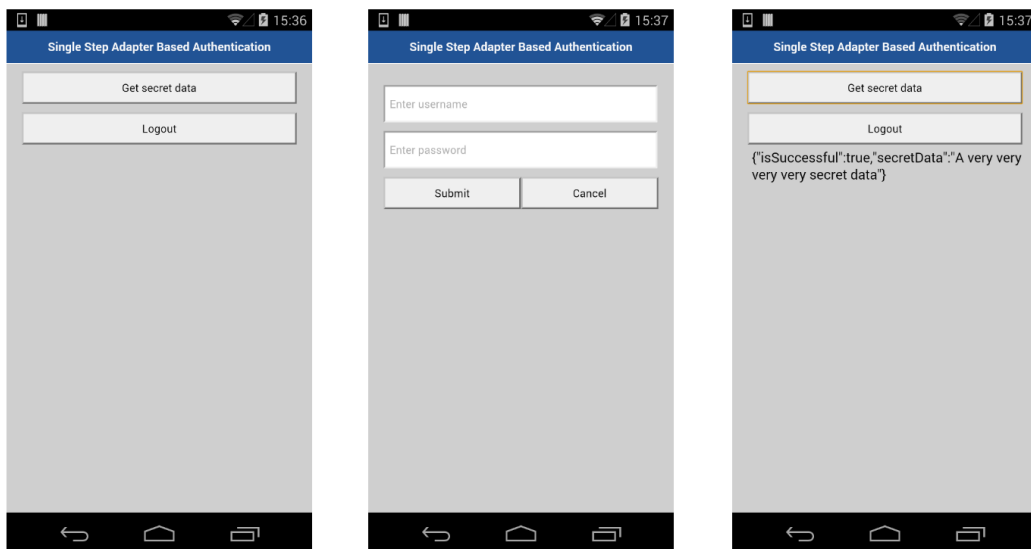 15:36
Single Step Adapter Based Authentication
Get secret data
Logout
15:37
Single Step Adapter Based Authentication
Enter username
Enter password
Submit
Cancel
15:37
Single Step Adapter Based Authentication
Get secret data
Logout
{"isSuccessful":true,"secretData":"A very very
very very secret data"}